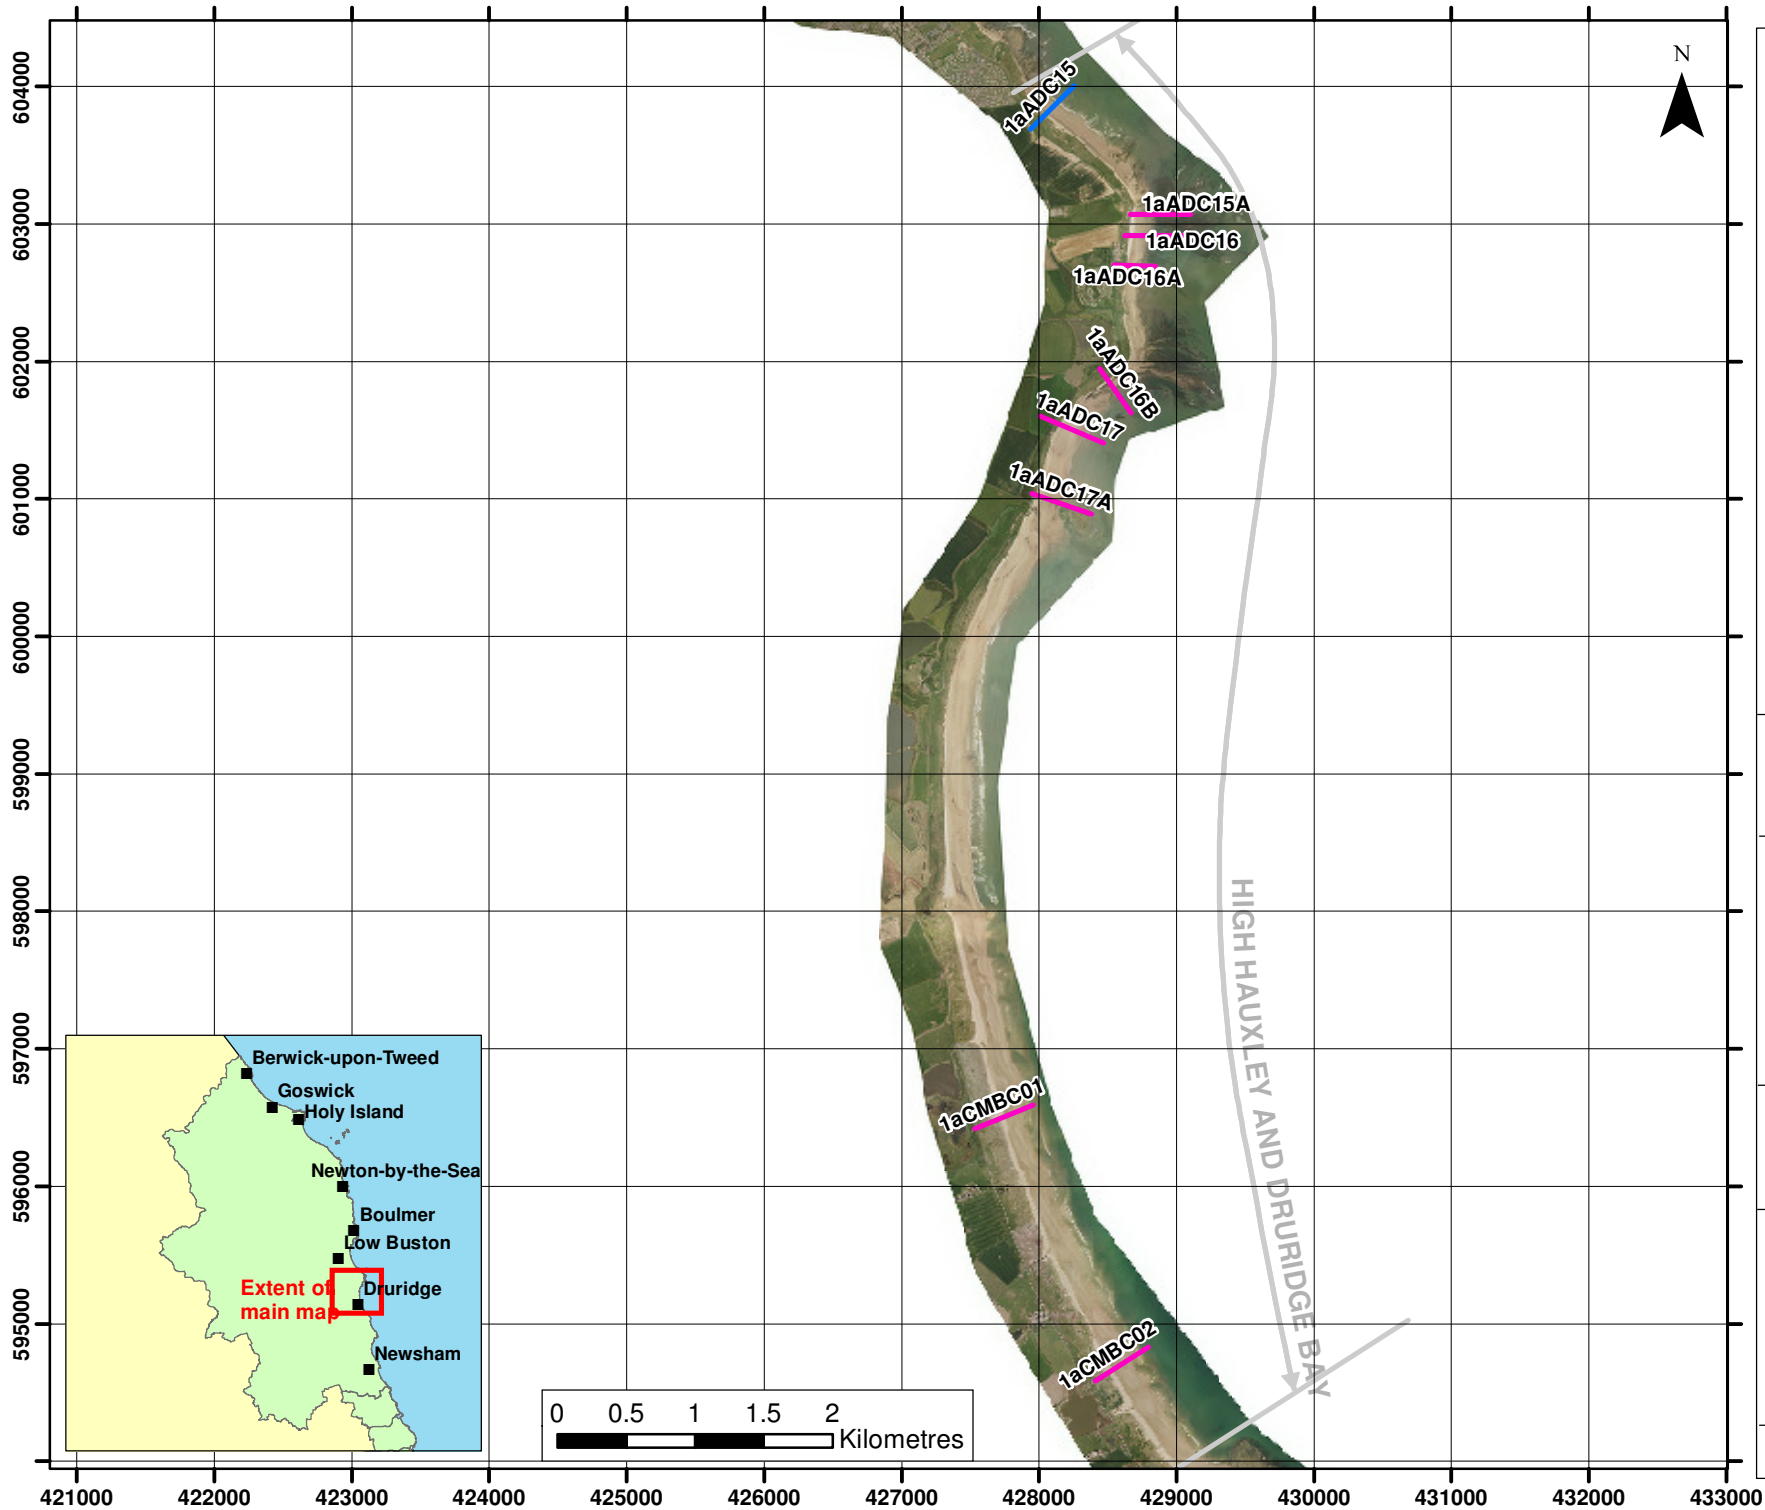 N
604000
603000
602000
601000
600000
599000
598000
597000
596000
595000
1aADC15
1aADC15A
1aADC16
1aADC16A
1aADC16B
1aADC17
1aADC17A
1aCMBC01
1aCMBC02
HIGH HAUXLEY AND DRURIDGE BAY
Berwick-upon-Tweed
Goswick
Holy Island
Newton-by-the-Sea
Boulmer
Low Buston
Extent of
main map
Druridge
Newsham
0 0.5 1 1.5 2
Kilometres
421000 422000 423000 424000 425000 426000 427000 428000 429000 430000 431000 432000 433000